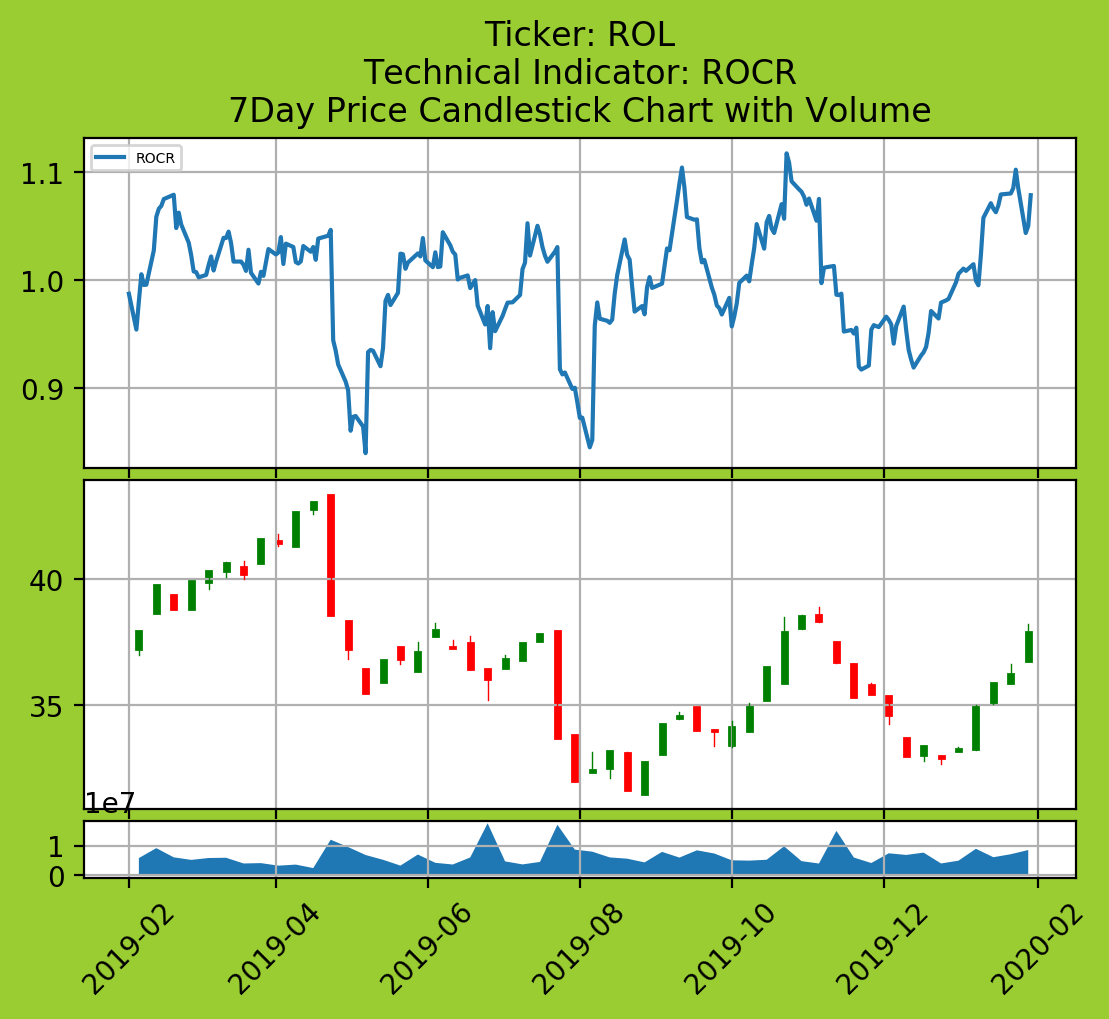 Ticker: ROL
Technical Indicator: ROCR
7Day Price Candlestick Chart with Volume
ROCR
1.1
1.0
0.9
40
35
1e7
1
0
2019-02
2019-04
2019-06
2019-08
2019-10
2019-12
2020-02